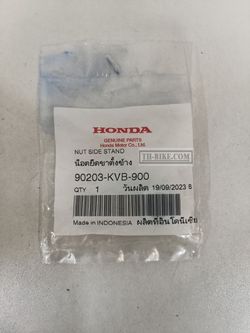 HONDA
GENUINE PARTS
Honda Motor Co., Ltd.
TH-BIKE.COM
NUT SIDE STAND
น็อตยึดขาตั้งข้าง
90203-KVB-900
QTY 1 วันผลิต 19/09/2023 6
Made in INDONESIA ผลิตที่อินโดนีเซีย